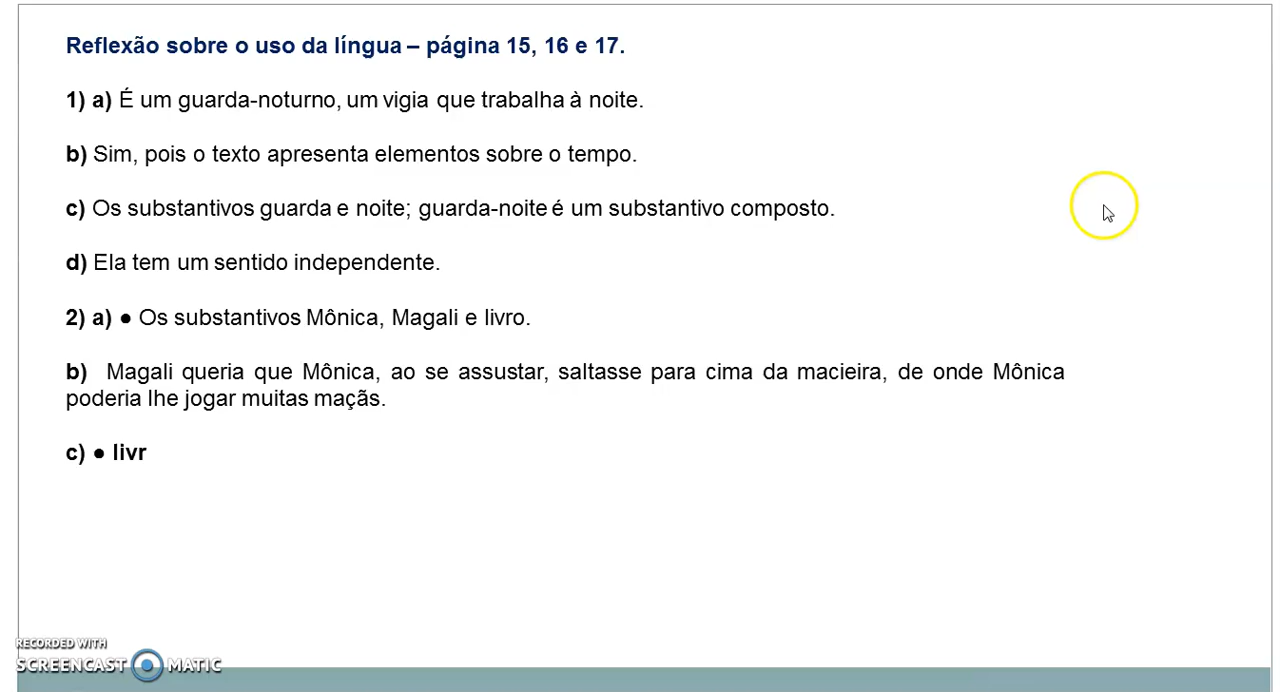 Reflexão sobre o uso da língua – página 15, 16 e 17.
1) a) É um guarda-noturno, um vigia que trabalha à noite.
b) Sim, pois o texto apresenta elementos sobre o tempo.
c) Os substantivos guarda e noite; guarda-noite é um substantivo composto.
d) Ela tem um sentido independente.
2) a) ● Os substantivos Mônica, Magali e livro.
b) Magali queria que Mônica, ao se assustar, saltasse para cima da macieira, de onde Mônica
poderia lhe jogar muitas maçãs.
c) ● livr
RECORDED WITH
SCREENCAST MATIC